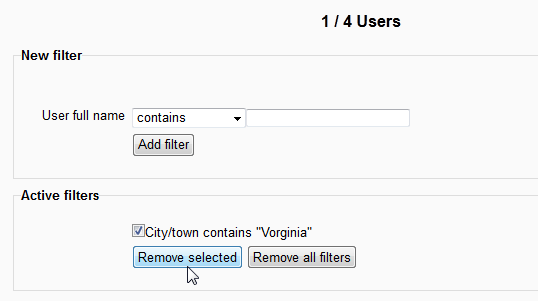 1 / 4 Users
New filter
User full name contains
Add filter
Active filters
City/town contains "Vorginia"
Remove selected Remove all filters